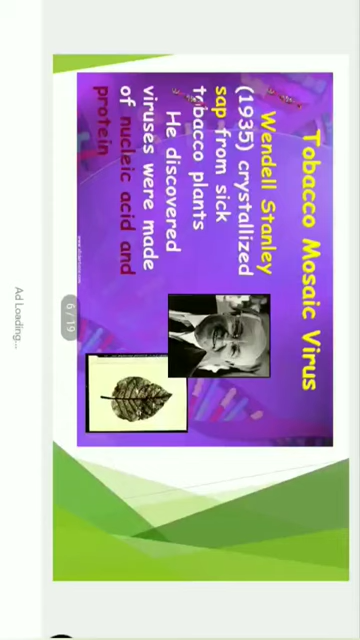 Tobacco Mosaic Virus
Wendell Stanley
(1935) crystallized
sap from sick
tobacco plants
He discovered
viruses were made
of nucleic acid and
protein
6/19
Ad Loading...